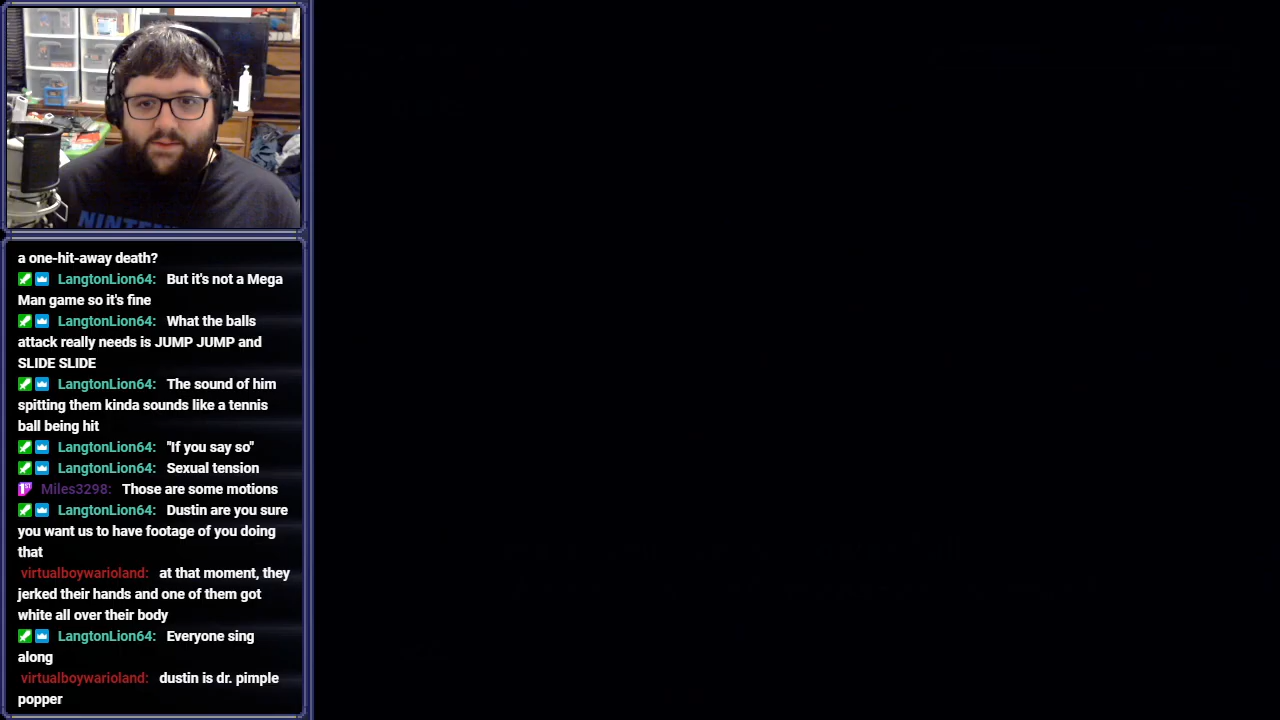 NINTE
a one-hit-away death?
LangtonLion64: But it's not a Mega
Man game so it's fine
LangtonLion64: What the balls
attack really needs is JUMP JUMP and
SLIDE SLIDE
LangtonLion64: The sound of him
spitting them kinda sounds like a tennis
ball being hit
LangtonLion64: "If you say so"
LangtonLion64: Sexual tension
1ST Miles3298: Those are some motions
LangtonLion64: Dustin are you sure
you want us to have footage of you doing
that
virtualboywarioland: at that moment, they
jerked their hands and one of them got
white all over their body
LangtonLion64: Everyone sing
along
virtualboywarioland: dustin is dr. pimple
popper